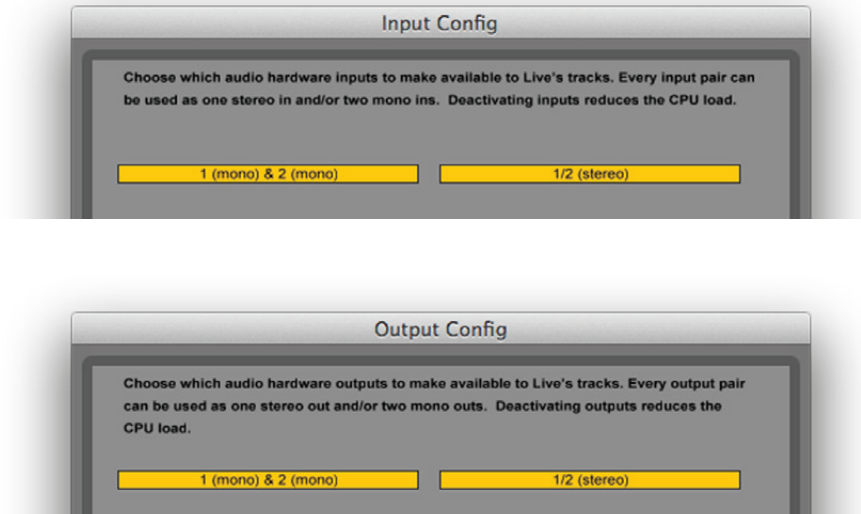 Input Config
Choose which audio hardware inputs to make available to Live's tracks. Every input pair can
be used as one stereo in and/or two mono ins.  Deactivating inputs reduces the CPU load.
1 (mono) & 2 (mono)
1/2 (stereo)
Output Config
Choose which audio hardware outputs to make available to Live's tracks. Every output pair
can be used as one stereo out and/or two mono outs.  Deactivating outputs reduces the
CPU load.
1 (mono) & 2 (mono)
1/2 (stereo)